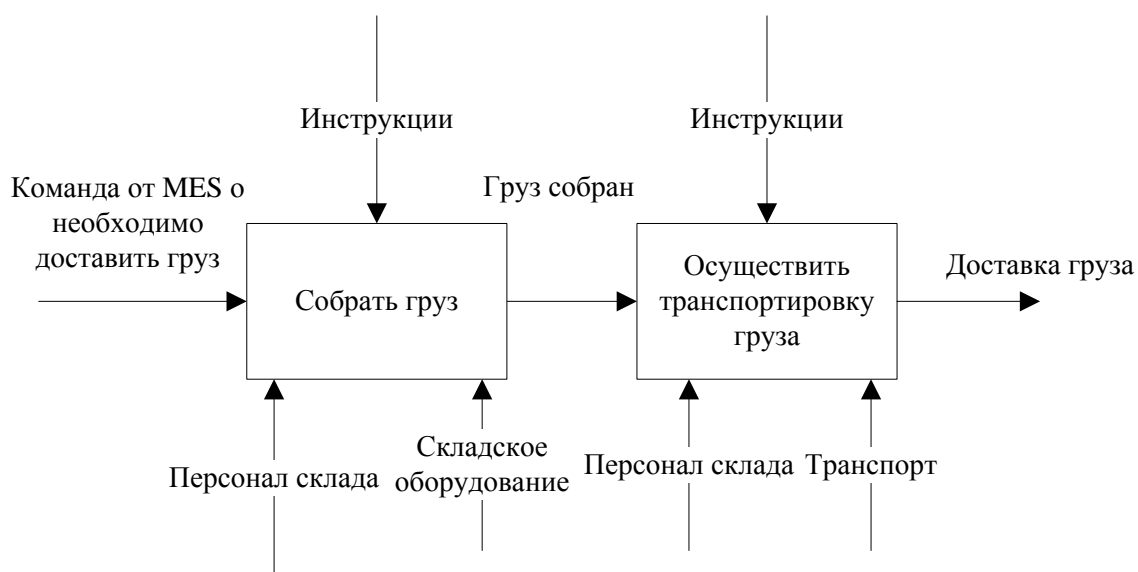 Инструкции
Инструкции
Команда от MES о
необходимо
доставить груз
Груз собран
Собрать груз
Осуществить
транспортировку
груза
Доставка груза
Персонал склада
Складское
оборудование
Персонал склада
Транспорт